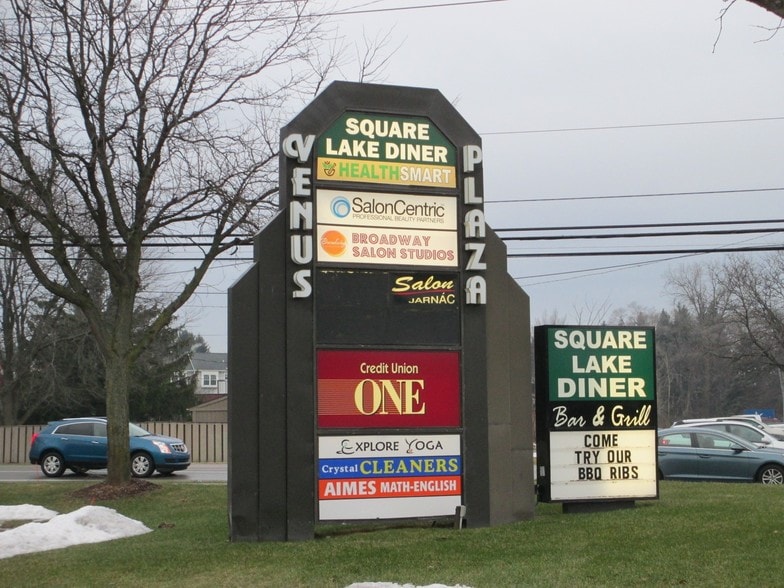 VENUS
PLAZA
SQUARE
LAKE DINER
HEALTHSMART
SalonCentric
PROFESSIONAL BEAUTY PARTNERS
BROADWAY
SALON STUDIOS
Salon
JARNÁC
Credit Union
ONE
EXPLORE YOGA
Crystal CLEANERS
AIMES MATH-ENGLISH
SQUARE
LAKE
DINER
Bar & Grill
COME
TRY OUR
BBQ RIBS